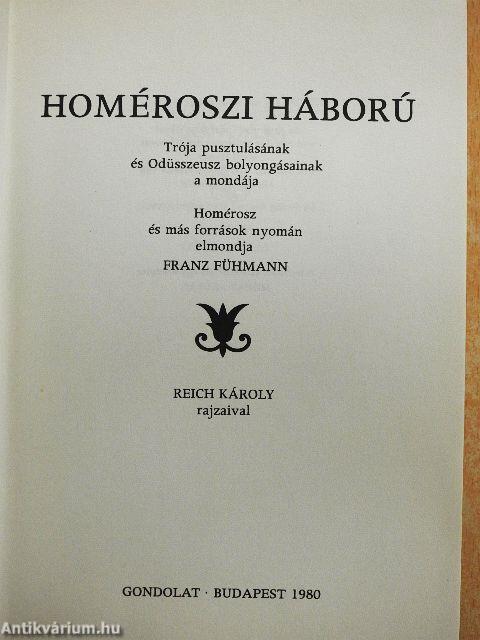 HOMÉROSZI HÁBORÚ
Trója pusztulásának
és Odüsszeusz bolyongásainak
a mondája
Homérosz
és más források nyomán
elmondja
FRANZ FÜHMANN
REICH KÁROLY
rajzaival
GONDOLAT · BUDAPEST 1980
Antikvárium.hu